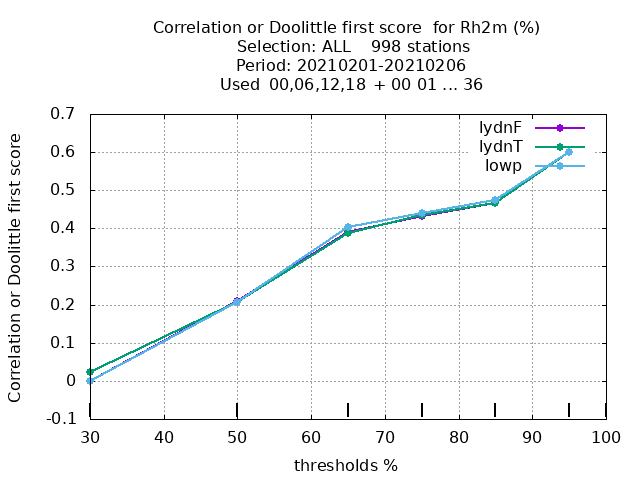 Correlation or Doolittle first score  for Rh2m (%)
Selection: ALL    998 stations
Period: 20210201-20210206
Used  00,06,12,18  + 00 01 ... 36
Correlation or Doolittle first score
0.7
0.6
0.5
0.4
0.3
0.2
0.1
0
-0.1
lydnF
lydnT
lowp
30 40 50 60 70 80 90 100
thresholds %